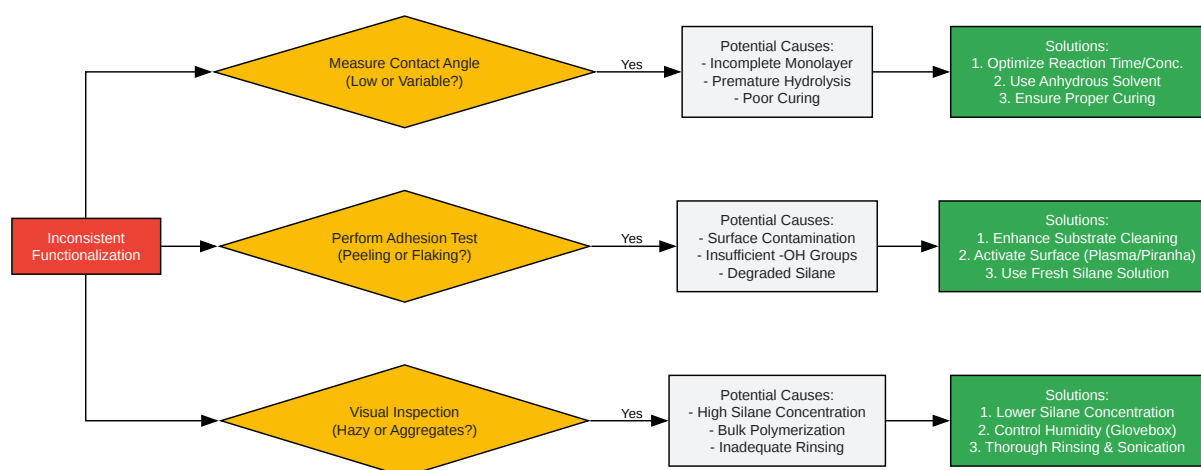 Measure Contact Angle
(Low or Variable?)
Yes
Potential Causes:
- Incomplete Monolayer
- Premature Hydrolysis
- Poor Curing
Solutions:
1. Optimize Reaction Time/Conc.
2. Use Anhydrous Solvent
3. Ensure Proper Curing
Inconsistent
Functionalization
Perform Adhesion Test
(Peeling or Flaking?)
Yes
Potential Causes:
- Surface Contamination
- Insufficient -OH Groups
- Degraded Silane
Solutions:
1. Enhance Substrate Cleaning
2. Activate Surface (Plasma/Piranha)
3. Use Fresh Silane Solution
Visual Inspection
(Hazy or Aggregates?)
Yes
Potential Causes:
- High Silane Concentration
- Bulk Polymerization
- Inadequate Rinsing
Solutions:
1. Lower Silane Concentration
2. Control Humidity (Glovebox)
3. Thorough Rinsing & Sonication